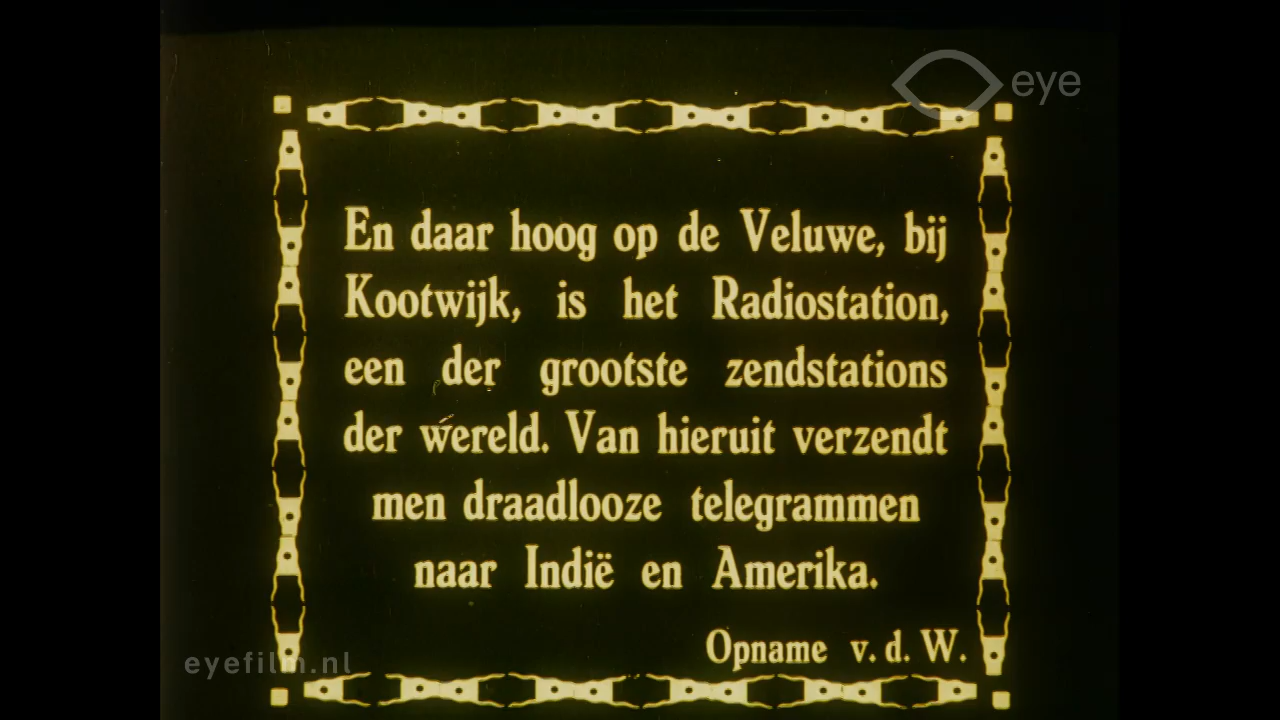 eye
En daar hoog op de Veluwe, bij
Kootwijk, is het Radiostation,
een der grootste zendstations
der wereld. Van hieruit verzendt
men draadlooze telegrammen
naar Indië en Amerika.
Opname v. d. W.
eyefilm.nl